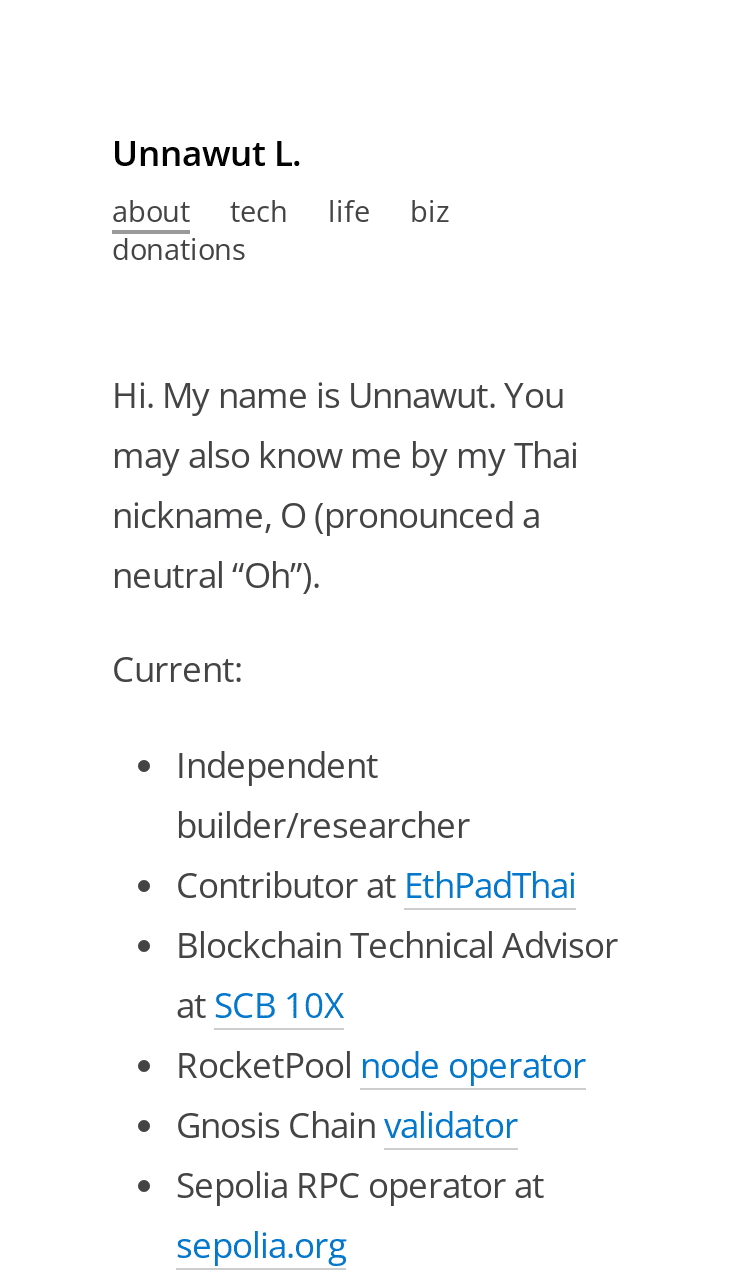 Unnawut L.
about tech life biz
donations
Hi. My name is Unnawut. You
may also know me by my Thai
nickname, O (pronounced a
neutral “Oh”).
Current:
• Independent
builder/researcher
• Contributor at EthPadThai
• Blockchain Technical Advisor
at SCB 10X
• RocketPool node operator
• Gnosis Chain validator
• Sepolia RPC operator at
sepolia.org